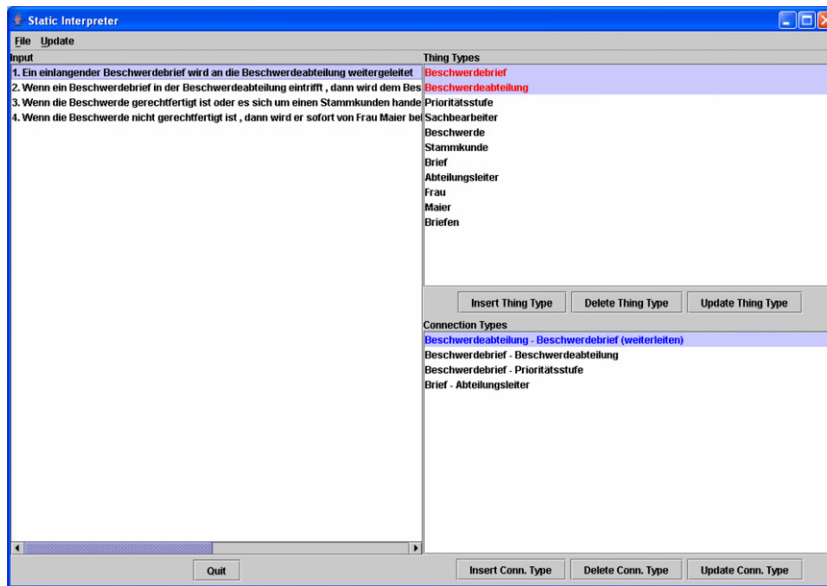 Static Interpreter
File Update
Input
1. Ein einlangender Beschwerdebrief wird an die Beschwerdeabteilung weitergeleitet
2. Wenn ein Beschwerdebrief in der Beschwerdeabteilung eintrifft , dann wird dem Bes
3. Wenn die Beschwerde gerechtfertigt ist oder es sich um einen Stammkunden hande
4. Wenn die Beschwerde nicht gerechtfertigt ist , dann wird er sofort von Frau Maier be
Quit
Thing Types
Beschwerdebrief
Beschwerdeabteilung
Prioritätsstufe
Sachbearbeiter
Beschwerde
Stammkunde
Brief
Abteilungsleiter
Frau
Maier
Briefen
Insert Thing Type Delete Thing Type Update Thing Type
Connection Types
Beschwerdeabteilung - Beschwerdebrief (weiterleiten)
Beschwerdebrief - Beschwerdeabteilung
Beschwerdebrief - Prioritätsstufe
Brief - Abteilungsleiter
Insert Conn. Type Delete Conn. Type Update Conn. Type